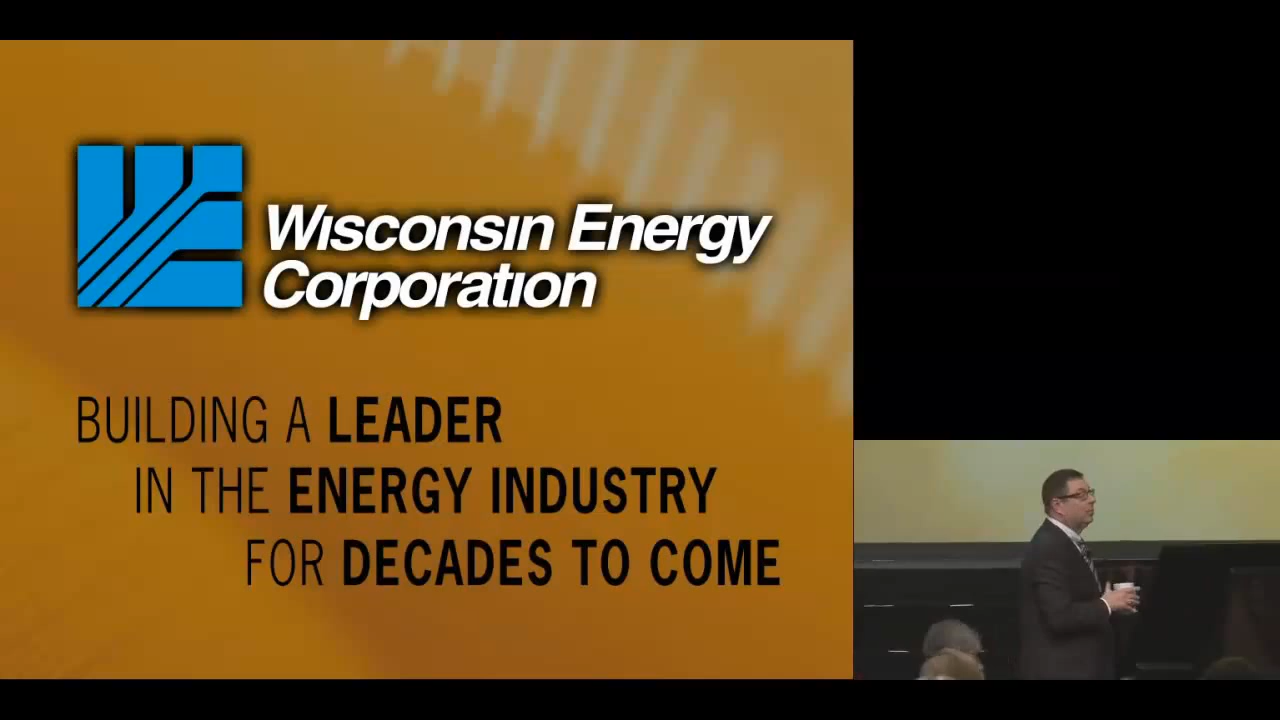 Wisconsin Energy
Corporation
BUILDING A LEADER
IN THE ENERGY INDUSTRY
FOR DECADES TO COME